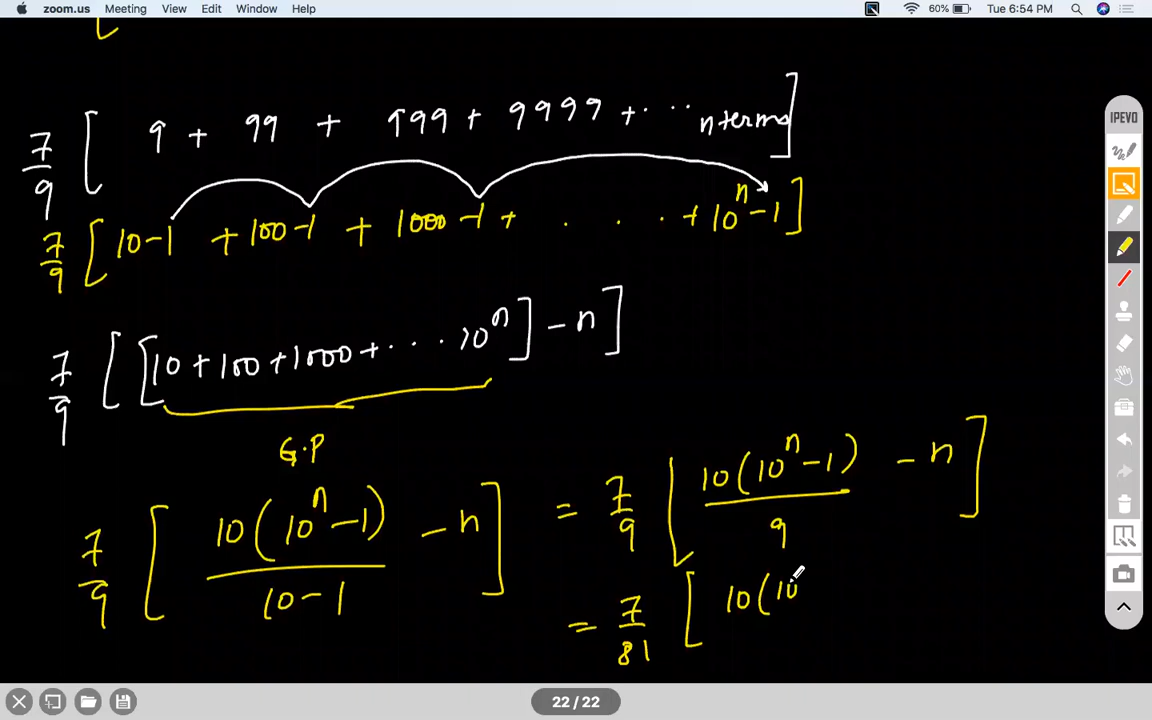 zoom.us Meeting View Edit Window Help 60% Tue 6:54 PM
7/9 [ 9 + 99 + 999 + 9999 + ... n terms ]
7/9 [ 10-1 + 100-1 + 1000-1 + . . . + 10^n - 1 ]
7/9 [ [ 10 + 100 + 1000 + ... 10^n ] - n ]
G.P
7/9 [ 10(10^n - 1)/(10-1) - n ] = 7/9 [ 10(10^n - 1)/9 - n ]
= 7/81 [ 10(10
IPEVO
22 / 22